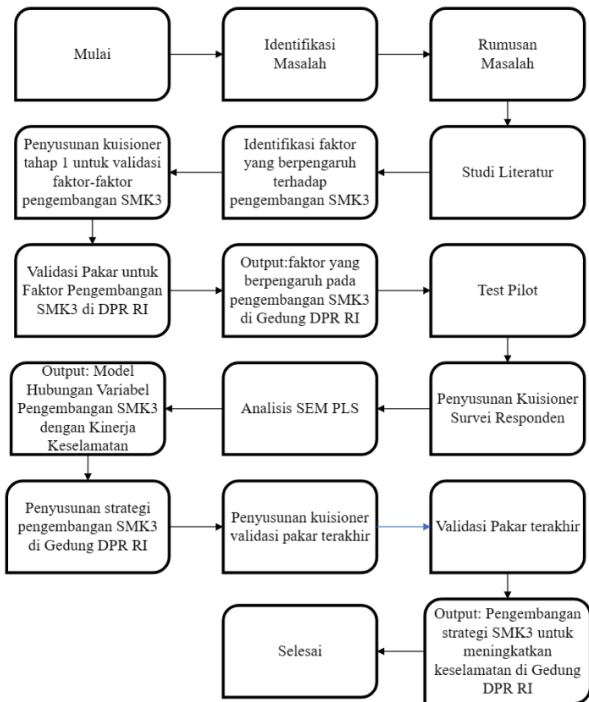 Mulai
Identifikasi
Masalah
Rumusan
Masalah
Studi Literatur
Identifikasi faktor
yang berpengaruh
terhadap
pengembangan SMK3
Penyusunan kuisioner
tahap 1 untuk validasi
faktor-faktor
pengembangan SMK3
Validasi Pakar untuk
Faktor Pengembangan
SMK3 di DPR RI
Output:faktor yang
berpengaruh pada
pengembangan SMK3
di Gedung DPR RI
Test Pilot
Penyusunan Kuisioner
Survei Responden
Analisis SEM PLS
Output: Model
Hubungan Variabel
Pengembangan SMK3
dengan Kinerja
Keselamatan
Penyusunan strategi
pengembangan SMK3
di Gedung DPR RI
Penyusunan kuisioner
validasi pakar terakhir
Validasi Pakar terakhir
Output: Pengembangan
strategi SMK3 untuk
meningkatkan
keselamatan di Gedung
DPR RI
Selesai